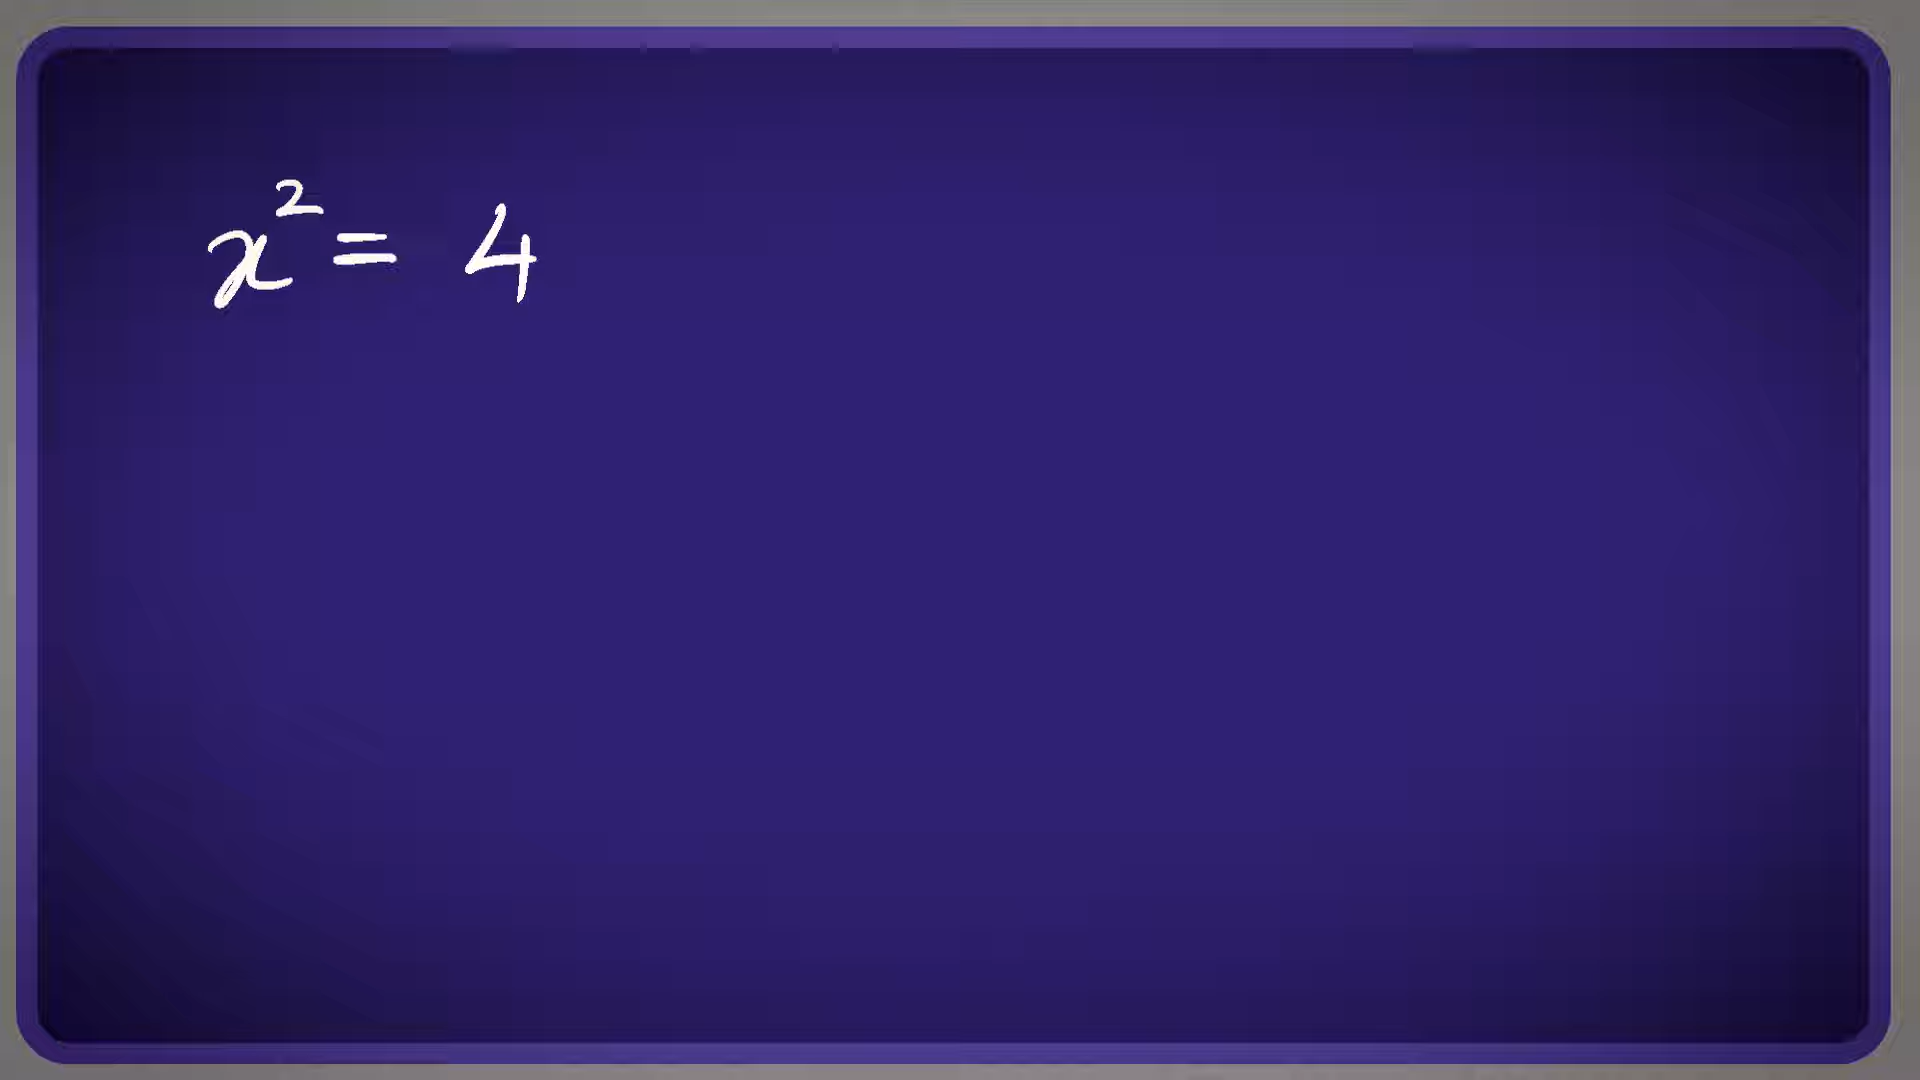 x² = 4